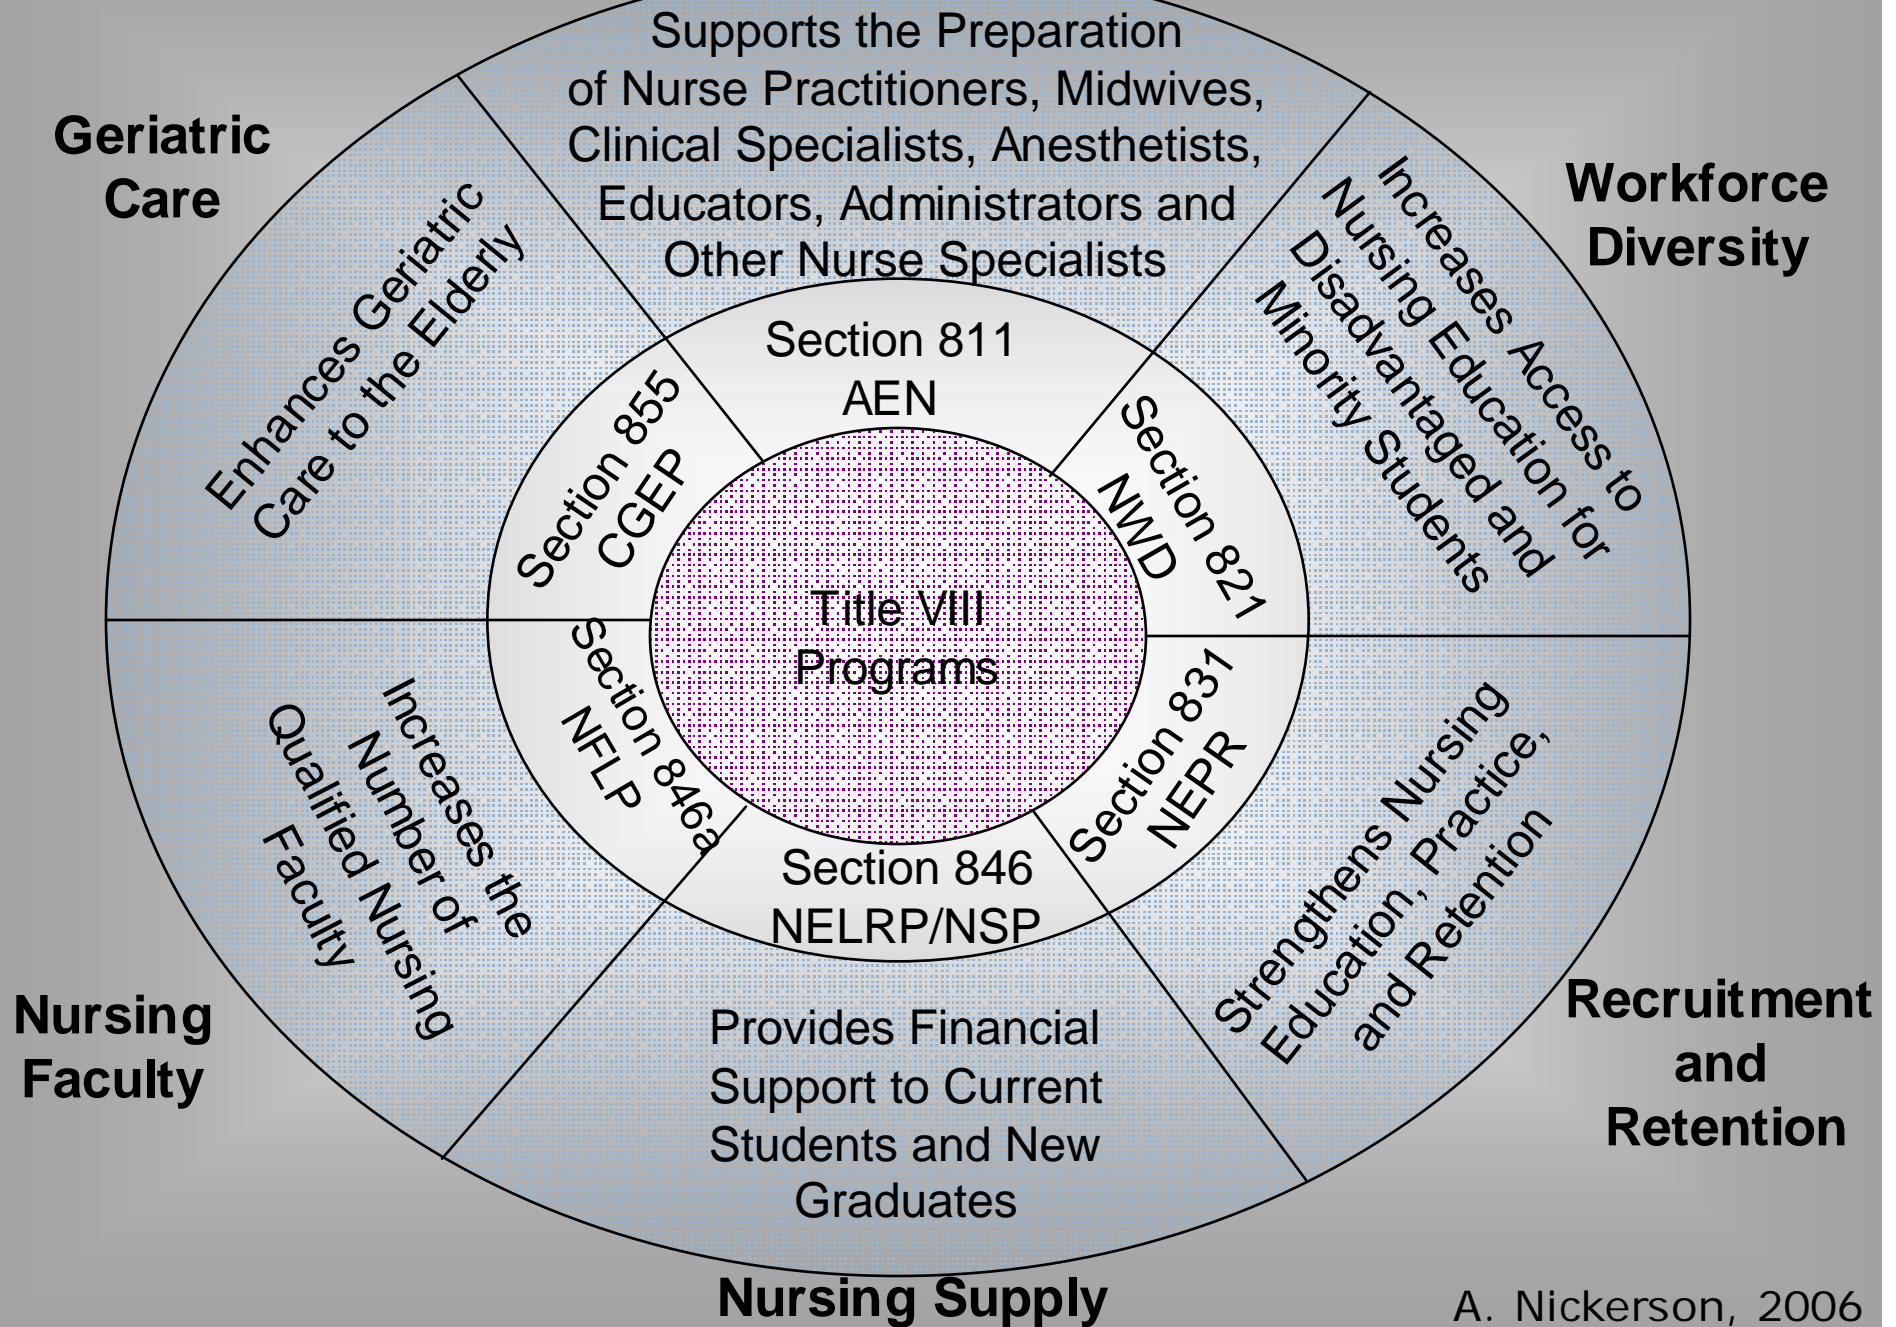 Supports the Preparation
of Nurse Practitioners, Midwives,
Clinical Specialists, Anesthetists,
Educators, Administrators and
Other Nurse Specialists
Geriatric
Care
Workforce
Diversity
Enhances Geriatric
Care to the Elderly
Increases Access to
Nursing Education for
Disadvantaged and
Minority Students
Section 811
AEN
Section 855
CGEP
Section 821
NWD
Title VIII
Programs
Section 846a
NFLP
Section 831
NEPR
Section 846
NELRP/NSP
Increases the
Number of
Qualified Nursing
Faculty
Strengthens Nursing
Education, Practice,
and Retention
Nursing
Faculty
Provides Financial
Support to Current
Students and New
Graduates
Recruitment
and
Retention
Nursing Supply
A. Nickerson, 2006